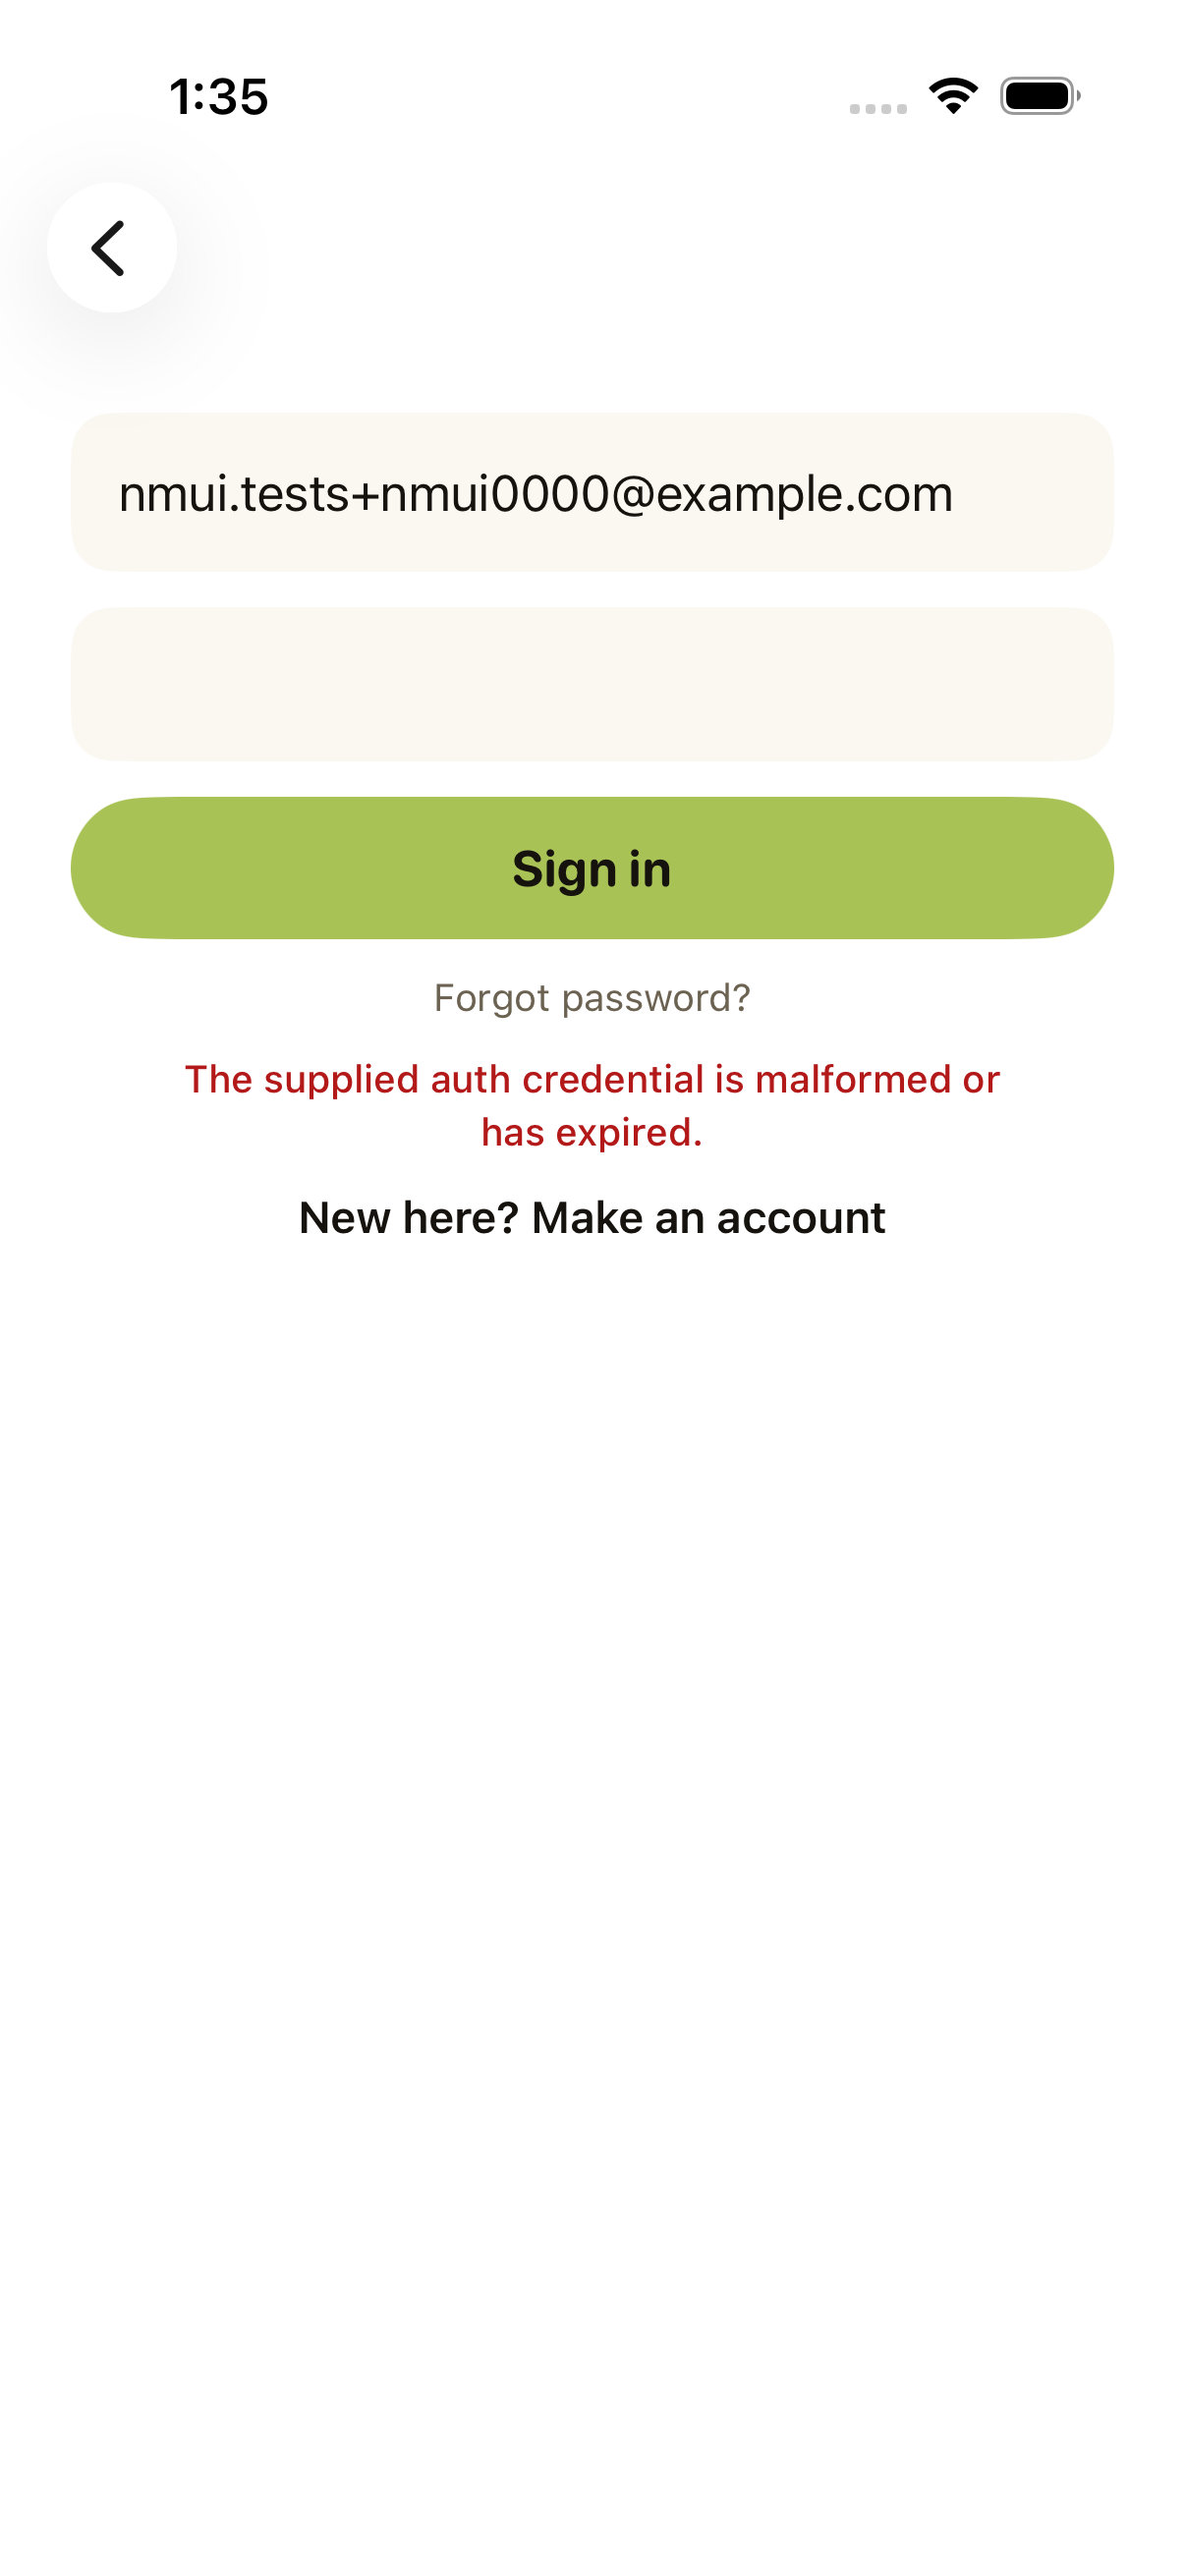 1:35
nmui.tests+nmui0000@example.com
Sign in
Forgot password?
The supplied auth credential is malformed or
has expired.
New here? Make an account